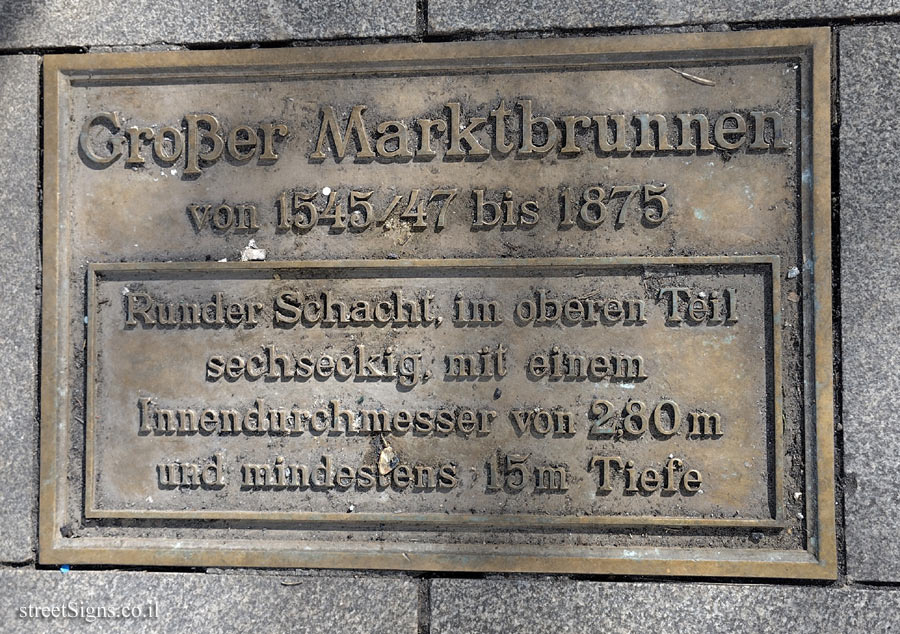 Großer Marktbrunnen
von 1545/47 bis 1875
Runder Schacht, im oberen Teil
sechseckig, mit einem
Innendurchmesser von 2.80 m
und mindestens 15 m Tiefe
streetSigns.co.il